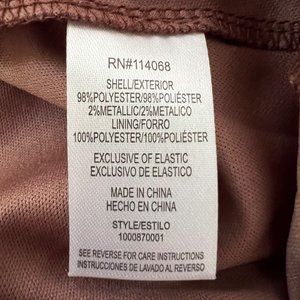 RN#114068
SHELL/EXTERIOR
98%POLYESTER/98%POLIÉSTER
2%METALLIC/2%METALICO
LINING/FORRO
100%POLYESTER/100%POLIÉSTER
EXCLUSIVE OF ELASTIC
EXCLUSIVO DE ELASTICO
MADE IN CHINA
HECHO EN CHINA
STYLE/ESTILO
1000870001
SEE REVERSE FOR CARE INSTRUCTIONS
INSTRUCCIONES DE LAVADO AL REVERSO